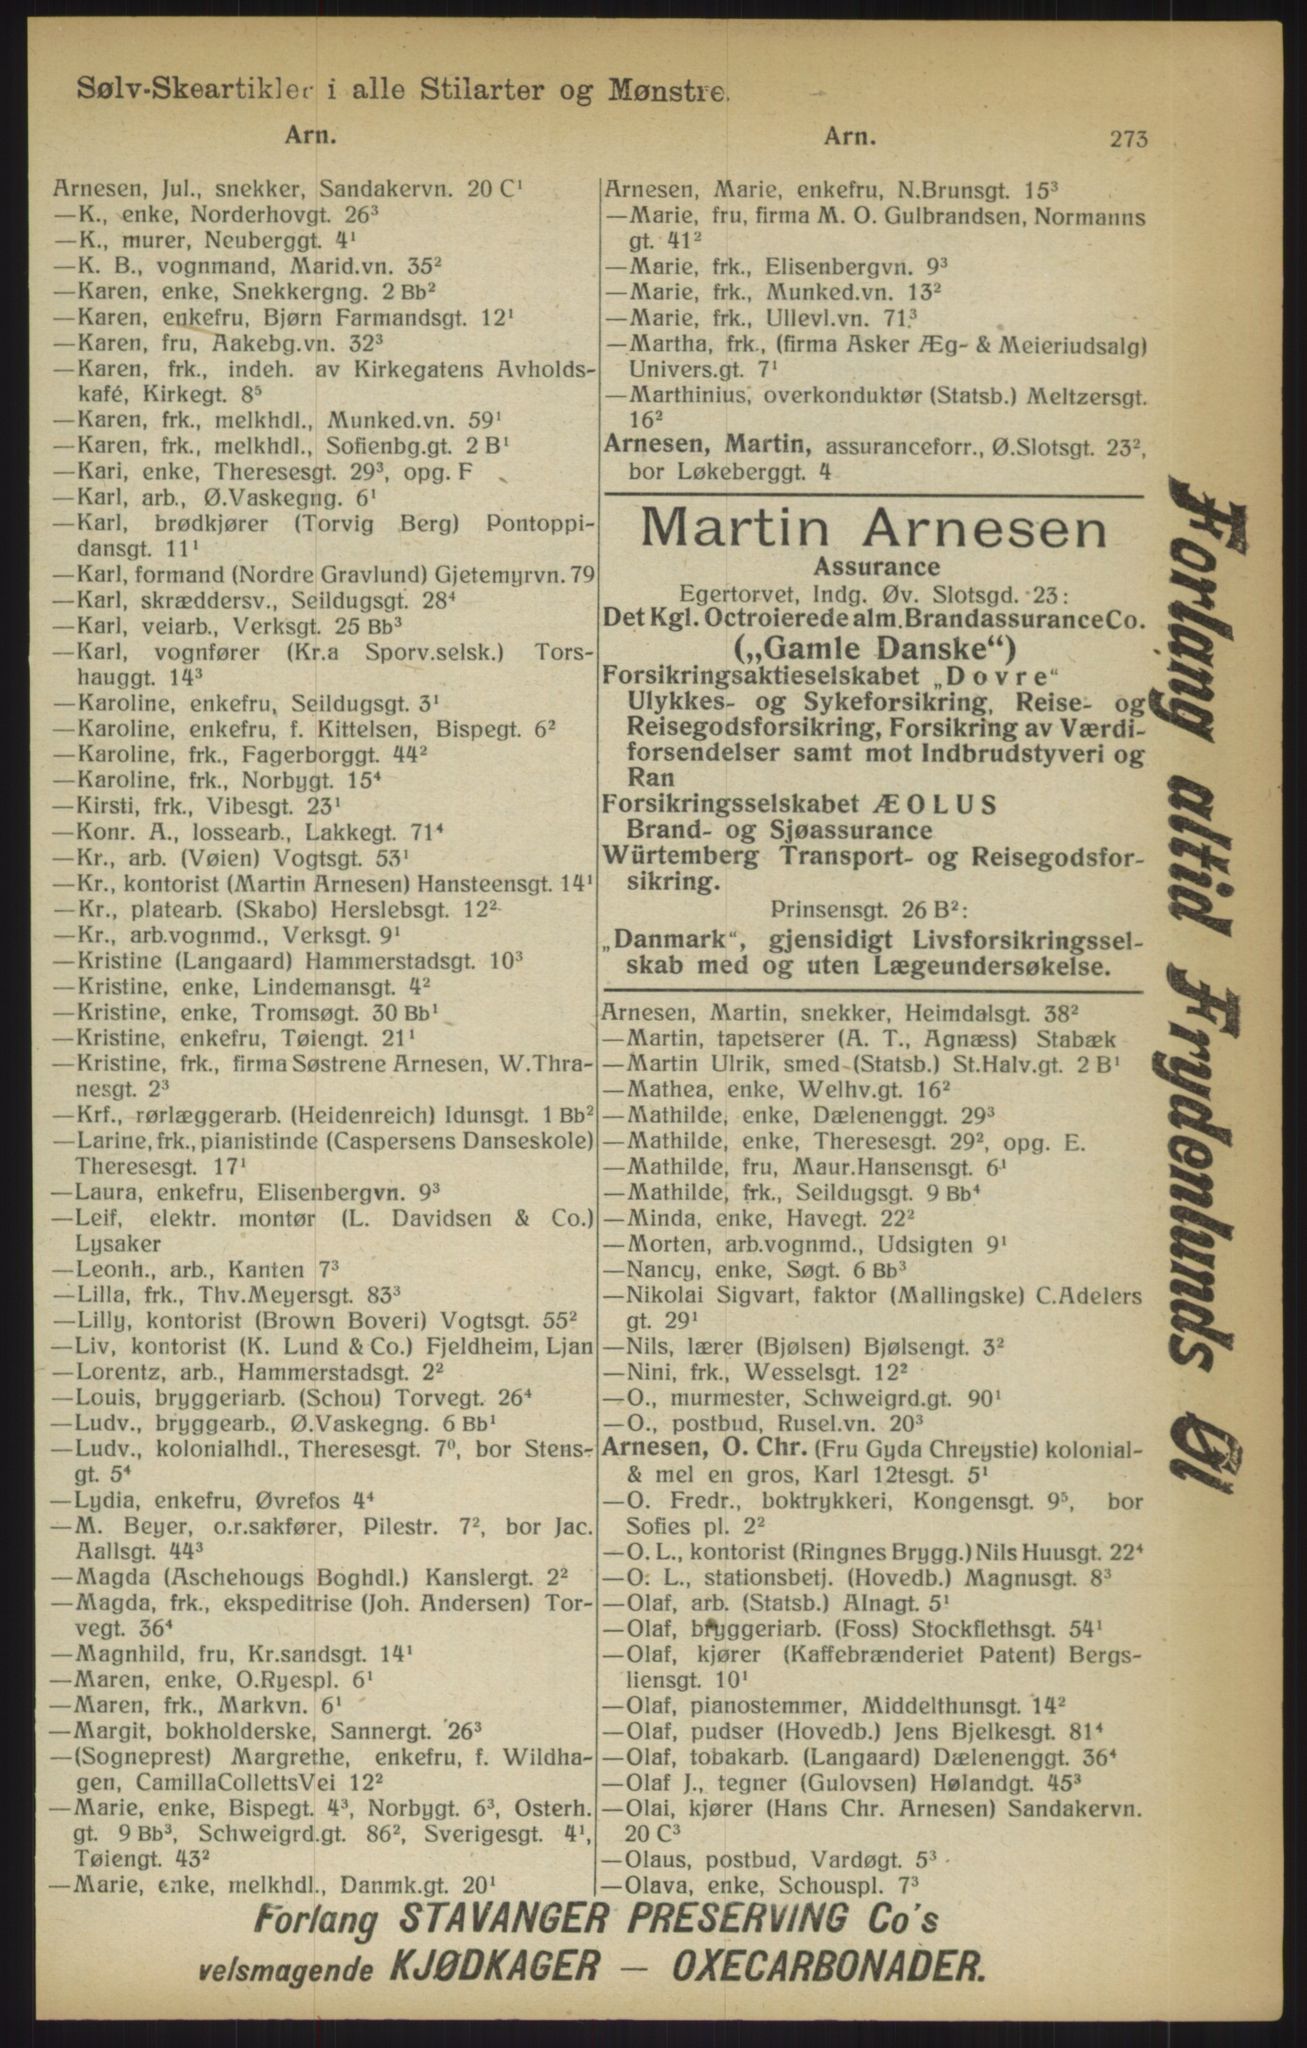 Sølv-Skeartikler i alle Stilarter og Mønstre.
Arn.
Arn.
273
Arnesen, Jul., snekker, Sandakervn. 20 C¹
—K., enke, Norderhovgt. 26³
—K., murer, Neuberggt. 4¹
—K. B., vognmand, Marid.vn. 35²
—Karen, enke, Snekkergng. 2 Bb²
—Karen, enkefru, Bjørn Farmandsgt. 12¹
—Karen, fru, Aakebg.vn. 32³
—Karen, frk., indeh. av Kirkegatens Avholds-
kafé, Kirkegt. 8⁵
—Karen, frk., melkhdl., Munked.vn. 59¹
—Karen, frk., melkhdl., Sofienbg.gt. 2 B¹
—Kari, enke, Theresesgt. 29³, opg. F
—Karl, arb., Ø.Vaskegng. 6¹
—Karl, brødkjører (Torvig Berg) Pontoppi-
dansgt. 11¹
—Karl, formand (Nordre Gravlund) Gjetemyrvn. 79
—Karl, skræddersv., Seildugsgt. 28⁴
—Karl, veiarb., Verksgt. 25 Bb³
—Karl, vognfører (Kr.a Sporv.selsk.) Tors-
hauggt. 14³
—Karoline, enkefru, Seildugsgt. 3¹
—Karoline, enkefru, f. Kittelsen, Bispegt. 6²
—Karoline, frk., Fagerborggt. 44²
—Karoline, frk., Norbygt. 15⁴
—Kirsti, frk., Vibesgt. 23¹
—Konr. A., lossearb., Lakkegt. 71⁴
—Kr., arb. (Vøien) Vogtsgt. 53¹
—Kr., kontorist (Martin Arnesen) Hansteensgt. 14¹
—Kr., platearb. (Skabo) Herslebsgt. 12²
—Kr., arb.vognmd., Verksgt. 9¹
—Kristine (Langaard) Hammerstadsgt. 10³
—Kristine, enke, Lindemansgt. 4²
—Kristine, enke, Tromsøgt. 30 Bb¹
—Kristine, enkefru, Tøiengt. 21¹
—Kristine, frk., firma Søstrene Arnesen, W.Thra-
nesgt. 2³
—Krf., rørlæggerarb. (Heidenreich) Idunsgt. 1 Bb²
—Larine, frk., pianistinde (Caspersens Danseskole)
Theresesgt. 17¹
—Laura, enkefru, Elisenbergvn. 9³
—Leif, elektr. montør (L. Davidsen & Co.)
Lysaker
—Leonh., arb., Kanten 7³
—Lilla, frk., Thv.Meyersgt. 83³
—Lilly, kontorist (Brown Boveri) Vogtsgt. 55²
—Liv, kontorist (K. Lund & Co.) Fjeldheim, Ljan
—Lorentz, arb., Hammerstadsgt. 2²
—Louis, bryggeriarb. (Schou) Torvegt. 26⁴
—Ludv., bryggearb., Ø.Vaskegng. 6 Bb¹
—Ludv., kolonialhdl., Theresesgt. 7⁰, bor Stens-
gt. 5⁴
—Lydia, enkefru, Øvrefos 4⁴
—M. Beyer, o.r.sakfører, Pilestr. 7², bor Jac.
Aallsgt. 44³
—Magda (Aschehougs Boghdl.) Kanslergt. 2²
—Magda, frk., ekspeditrise (Joh. Andersen) Tor-
vegt. 36⁴
—Magnhild, fru, Kr.sandsgt. 14¹
—Maren, enke, O.Ryespl. 6¹
—Maren, frk., Markvn. 6¹
—Margit, bokholderske, Sannergt. 26³
—(Sogneprest) Margrethe, enkefru, f. Wildha-
gen, CamillaCollettsVei 12²
—Marie, enke, Bispegt. 4³, Norbygt. 6³, Osterh.
gt. 9 Bb³, Schweigrd.gt. 86², Sverigesgt. 4¹,
Tøiengt. 43²
—Marie, enke, melkhdl., Danmk.gt. 20¹
Arnesen, Marie, enkefru, N.Brunsgt. 15³
—Marie, fru, firma M. O. Gulbrandsen, Normanns
gt. 41²
—Marie, frk., Elisenbergvn. 9³
—Marie, frk., Munked.vn. 13²
—Marie, frk., Ullevl.vn. 71³
—Martha, frk., (firma Asker Æg- & Meieriudsalg)
Univers.gt. 7¹
—Marthinius, overkonduktør (Statsb.) Meltzersgt.
16²
Arnesen, Martin, assuranceforr., Ø.Slotsgt. 23²,
bor Løkeberggt. 4
Martin Arnesen
Assurance
Egertorvet, Indg. Øv. Slotsgd. 23:
Det Kgl. Octroierede alm. BrandassuranceCo.
(„Gamle Danske“)
Forsikringsaktieselskabet „Dovre“
Ulykkes- og Sykeforsikring, Reise- og
Reisegodsforsikring, Forsikring av Værdi-
forsendelser samt mot Indbrudstyveri og
Ran
Forsikringsselskabet ÆOLUS
Brand- og Sjøassurance
Würtemberg Transport- og Reisegodsfor-
sikring.
Prinsensgt. 26 B²:
„Danmark“, gjensidigt Livsforsikringssel-
skab med og uten Lægeundersøkelse.
Arnesen, Martin, snekker, Heimdalsgt. 38²
—Martin, tapetserer (A. T., Agnæss) Stabæk
—Martin Ulrik, smed (Statsb.) St.Halv.gt. 2 B¹
—Mathea, enke, Welhv.gt. 16²
—Mathilde, enke, Dælenenggt. 29³
—Mathilde, enke, Theresesgt. 29², opg. E.
—Mathilde, fru, Maur.Hansensgt. 6¹
—Mathilde, frk., Seildugsgt. 9 Bb⁴
—Minda, enke, Havegt. 22²
—Morten, arb.vognmd., Udsigten 9¹
—Nancy, enke, Søgt. 6 Bb³
—Nikolai Sigvart, faktor (Mallingske) C.Adelers
gt. 29¹
—Nils, lærer (Bjølsen) Bjølsengt. 3²
—Nini, frk., Wesselsgt. 12²
—O., murmester, Schweigrd.gt. 90¹
—O., postbud, Rusel.vn. 20³
Arnesen, O. Chr. (Fru Gyda Chreystie) kolonial-
& mel en gros, Karl 12tesgt. 5¹
—O. Fredr., boktrykkeri, Kongensgt. 9⁵, bor
Sofies pl. 2²
—O. L., kontorist (Ringnes Brygg.) Nils Huusgt. 22⁴
—O. L., stationsbetj. (Hovedb.) Magnusgt. 8³
—Olaf, arb. (Statsb.) Alnagt. 5¹
—Olaf, bryggeriarb. (Foss) Stockflethsgt. 54¹
—Olaf, kjører (Kaffebrænderiet Patent) Bergs-
liensgt. 10¹
—Olaf, pianostemmer, Middelthunsgt. 14²
—Olaf, pudser (Hovedb.) Jens Bjelkesgt. 81⁴
—Olaf, tobakarb. (Langaard) Dælenenggt. 36⁴
—Olaf J., tegner (Gulovsen) Hølandgt. 45³
—Olai, kjører (Hans Chr. Arnesen) Sandakervn.
20 C³
—Olaus, postbud, Vardøgt. 5³
—Olava, enke, Schouspl. 7³
Forlang altid Frydenlunds Øl
Forlang STAVANGER PRESERVING Co's
velsmagende KJØDKAGER — OXECARBONADER.